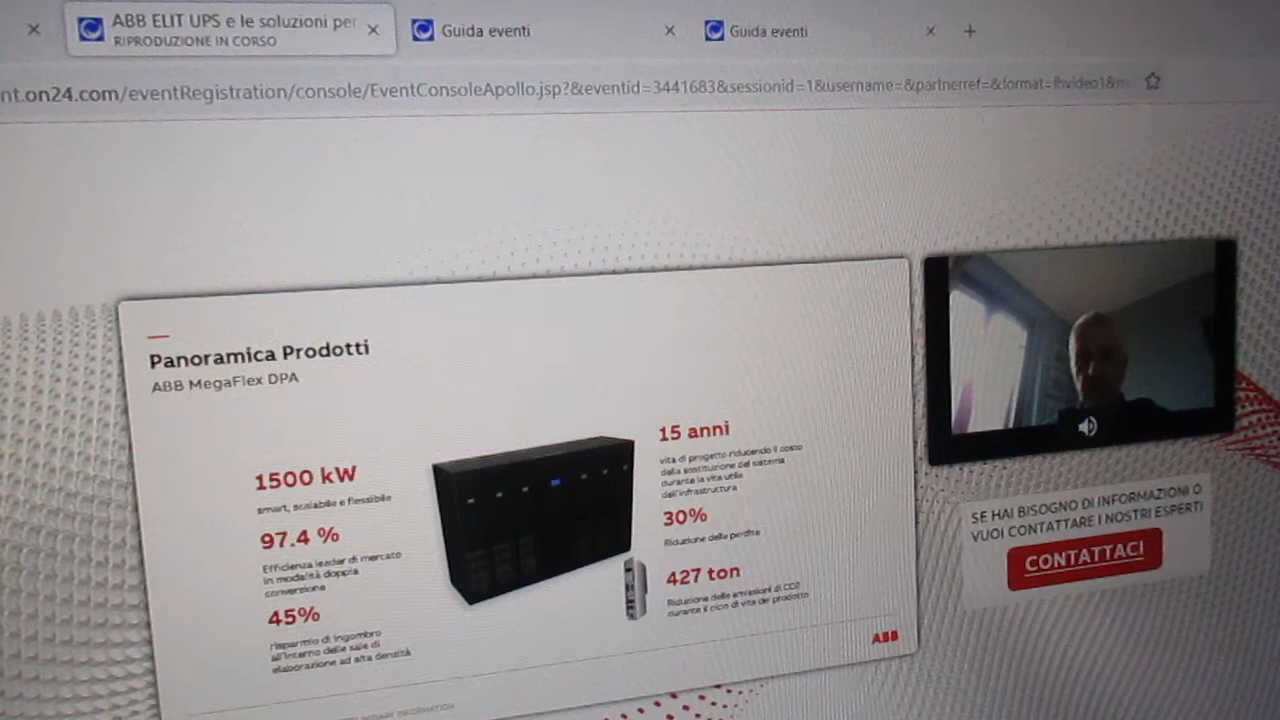 ABB ELIT UPS e le soluzioni per
RIPRODUZIONE IN CORSO
Guida eventi
Guida eventi
nt.on24.com/eventRegistration/console/EventConsoleApollo.jsp?&eventid=3441683&sessionid=1&username=&partnerref=&format=fhvideo1&m
Panoramica Prodotti
ABB MegaFlex DPA
1500 kW
smart, scalabile e flessibile
97.4 %
Efficienza leader di mercato
in modalità doppia
conversione
45%
risparmio di ingombro
all'interno delle sale di
elaborazione ad alta densità
15 anni
vita di progetto riducendo il costo
dalla sostituzione del sistema
durante la vita utile
dell'infrastruttura
30%
Riduzione delle perdite
427 ton
Riduzione delle emissioni di CO2
durante il ciclo di vita del prodotto
ABB
INFORMATION
SE HAI BISOGNO DI INFORMAZIONI O
VUOI CONTATTARE I NOSTRI ESPERTI
CONTATTACI